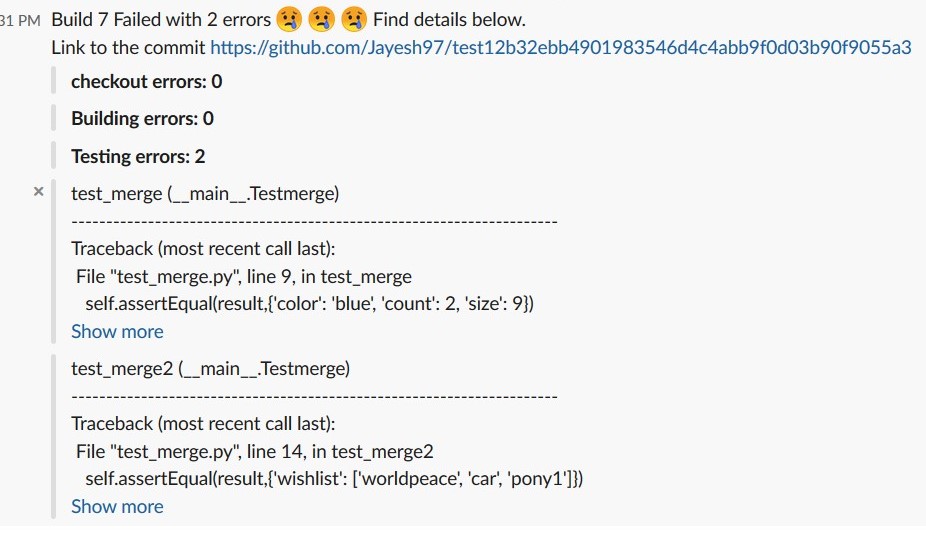 31 PM Build 7 Failed with 2 errors 😢 😢 😢 Find details below.
Link to the commit https://github.com/Jayesh97/test12b32ebb4901983546d4c4abb9f0d03b90f9055a3
checkout errors: 0
Building errors: 0
Testing errors: 2
× test_merge (__main__.Testmerge)
----------------------------------------------------------------------
Traceback (most recent call last):
File "test_merge.py", line 9, in test_merge
self.assertEqual(result,{'color': 'blue', 'count': 2, 'size': 9})
Show more
test_merge2 (__main__.Testmerge)
----------------------------------------------------------------------
Traceback (most recent call last):
File "test_merge.py", line 14, in test_merge2
self.assertEqual(result,{'wishlist': ['worldpeace', 'car', 'pony1']})
Show more